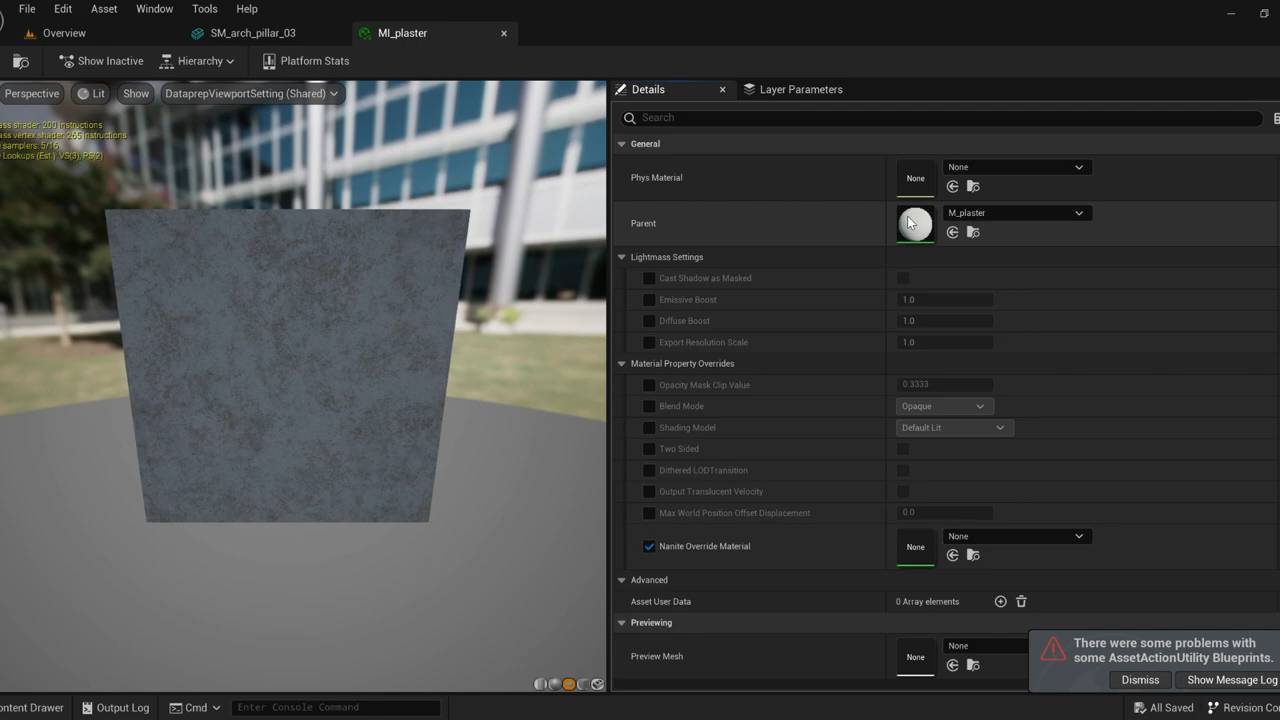 File Edit Asset Window Tools Help
Overview SM_arch_pillar_03 MI_plaster
Show Inactive Hierarchy Platform Stats
Perspective Lit Show DataprepViewportSetting (Shared)
ass shader: 200 instructions
ass vertex shader: 265 instructions
samplers: 5/16
Lookups (Est.): VS(3), PS(2)
Details Layer Parameters
Search
General
Phys Material None None
Parent M_plaster
Lightmass Settings
Cast Shadow as Masked
Emissive Boost 1.0
Diffuse Boost 1.0
Export Resolution Scale 1.0
Material Property Overrides
Opacity Mask Clip Value 0.3333
Blend Mode Opaque
Shading Model Default Lit
Two Sided
Dithered LODTransition
Output Translucent Velocity
Max World Position Offset Displacement 0.0
Nanite Override Material None None
Advanced
Asset User Data 0 Array elements
Previewing
Preview Mesh None None
There were some problems with
some AssetActionUtility Blueprints.
Dismiss Show Message Log
ontent Drawer Output Log Cmd Enter Console Command All Saved Revision Co